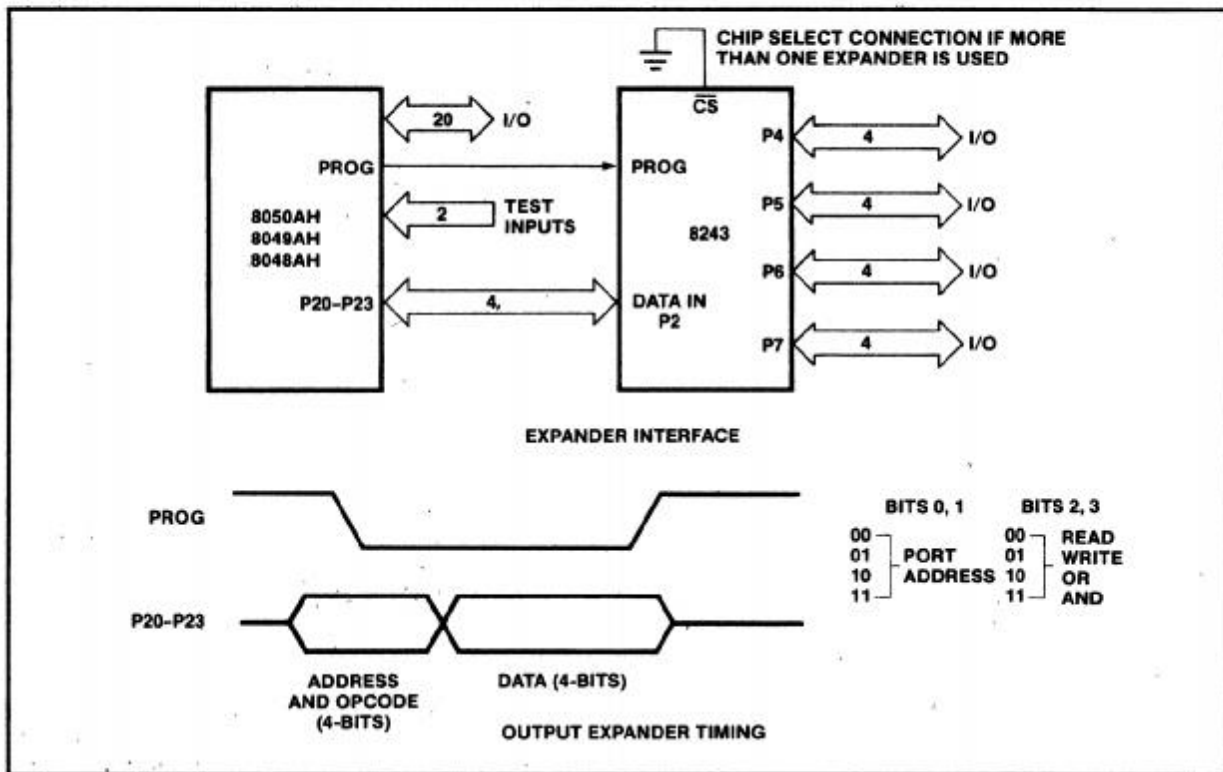 CHIP SELECT CONNECTION IF MORE
THAN ONE EXPANDER IS USED
CS
20 I/O
PROG
PROG
2
TEST
INPUTS
8050AH
8049AH
8048AH
P20-P23
4,
DATA IN
P2
8243
P4 4 I/O
P5 4 I/O
P6 4 I/O
P7 4 I/O
EXPANDER INTERFACE
PROG
P20-P23
ADDRESS
AND OPCODE
(4-BITS)
DATA (4-BITS)
BITS 0, 1
00
01
10
11
PORT
ADDRESS
BITS 2, 3
00 READ
01 WRITE
10 OR
11 AND
OUTPUT EXPANDER TIMING